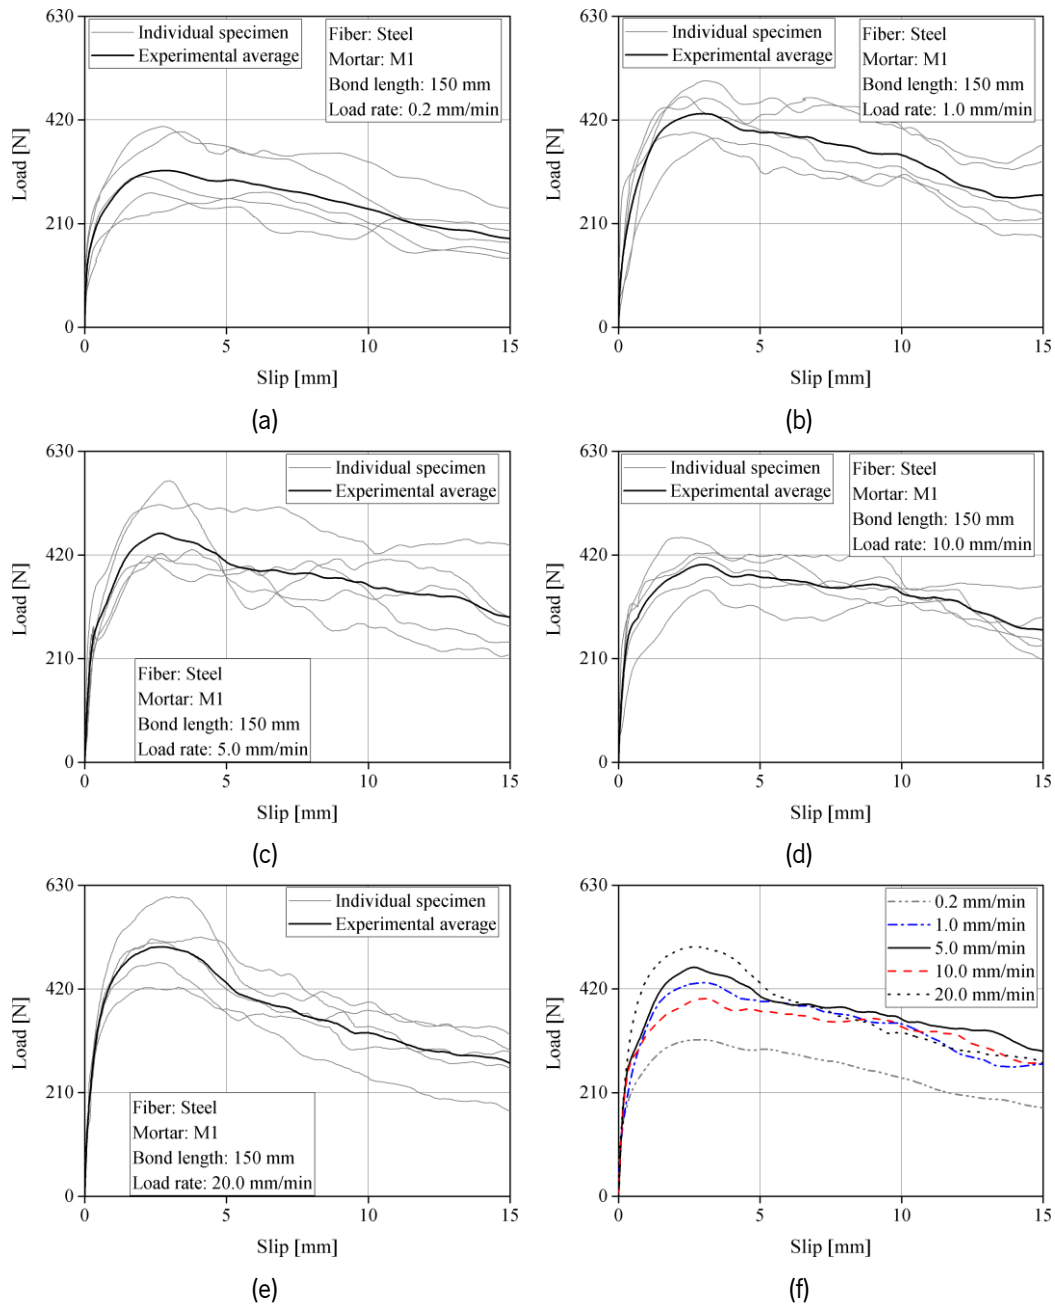 630
420
210
0
Load [N]
Individual specimen
Experimental average
Fiber: Steel
Mortar: M1
Bond length: 150 mm
Load rate: 0.2 mm/min
0 5 10 15
Slip [mm]
(a)
630
420
210
0
Load [N]
Individual specimen
Experimental average
Fiber: Steel
Mortar: M1
Bond length: 150 mm
Load rate: 1.0 mm/min
0 5 10 15
Slip [mm]
(b)
630
420
210
0
Load [N]
Individual specimen
Experimental average
Fiber: Steel
Mortar: M1
Bond length: 150 mm
Load rate: 5.0 mm/min
0 5 10 15
Slip [mm]
(c)
630
420
210
0
Load [N]
Individual specimen
Experimental average
Fiber: Steel
Mortar: M1
Bond length: 150 mm
Load rate: 10.0 mm/min
0 5 10 15
Slip [mm]
(d)
630
420
210
0
Load [N]
Individual specimen
Experimental average
Fiber: Steel
Mortar: M1
Bond length: 150 mm
Load rate: 20.0 mm/min
0 5 10 15
Slip [mm]
(e)
630
420
210
0
Load [N]
0.2 mm/min
1.0 mm/min
5.0 mm/min
10.0 mm/min
20.0 mm/min
0 5 10 15
Slip [mm]
(f)